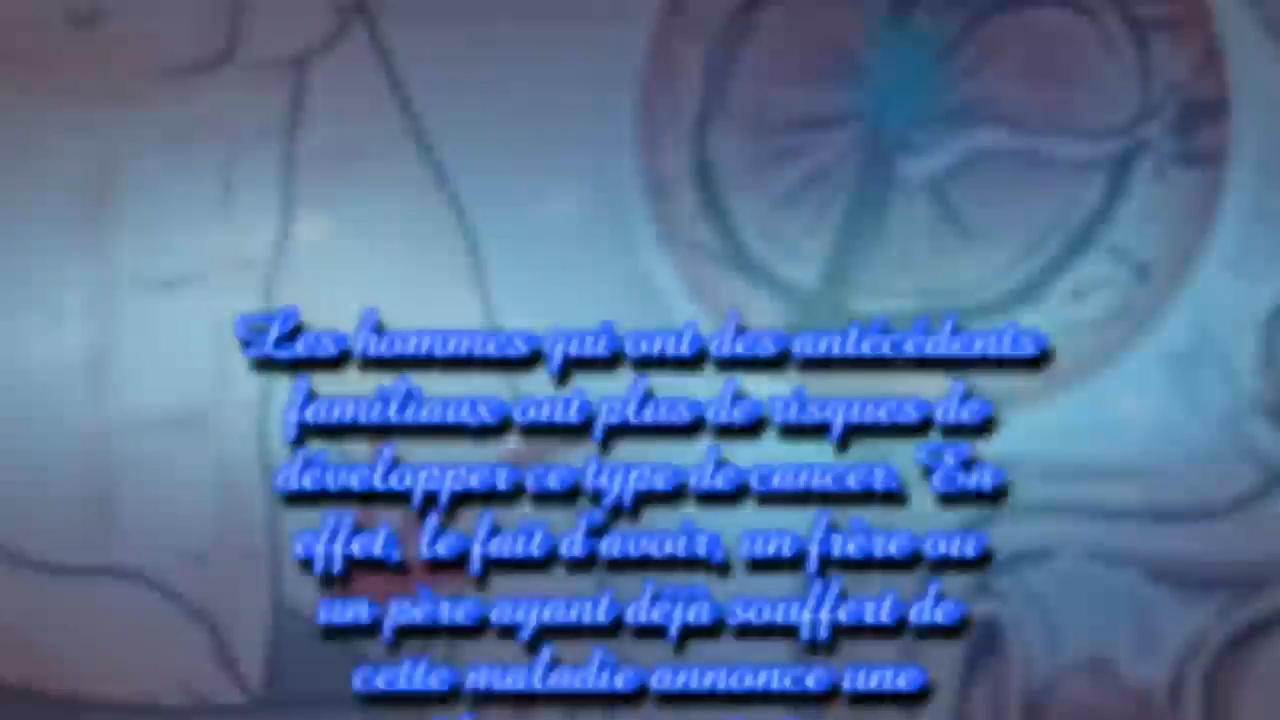 Les hommes qui ont des antécédents
familiaux ont plus de risques de
développer ce type de cancer. En
effet, le fait d'avoir, un frère ou
un père ayant déjà souffert de
cette maladie annonce une